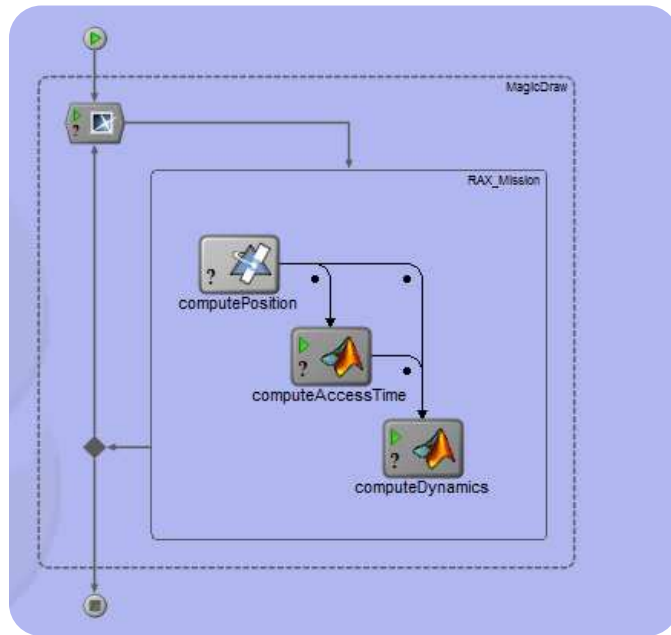 MagicDraw
?
RAX_Mission
?
computePosition
?
computeAccessTime
?
computeDynamics